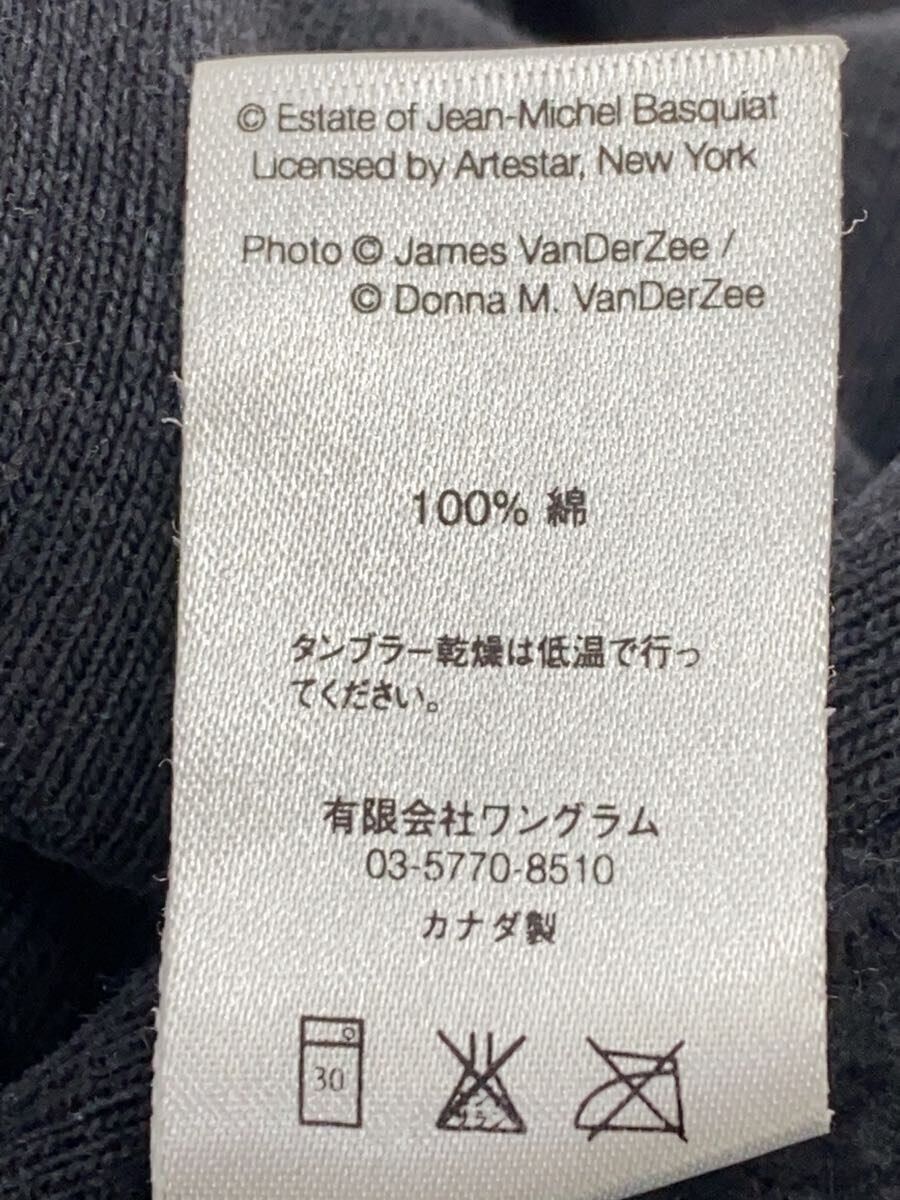 © Estate of Jean-Michel Basquiat
Licensed by Artestar, New York
Photo © James VanDerZee /
© Donna M. VanDerZee
100% 綿
タンブラー乾燥は低温で行っ
てください。
有限会社ワングラム
03-5770-8510
カナダ製
30